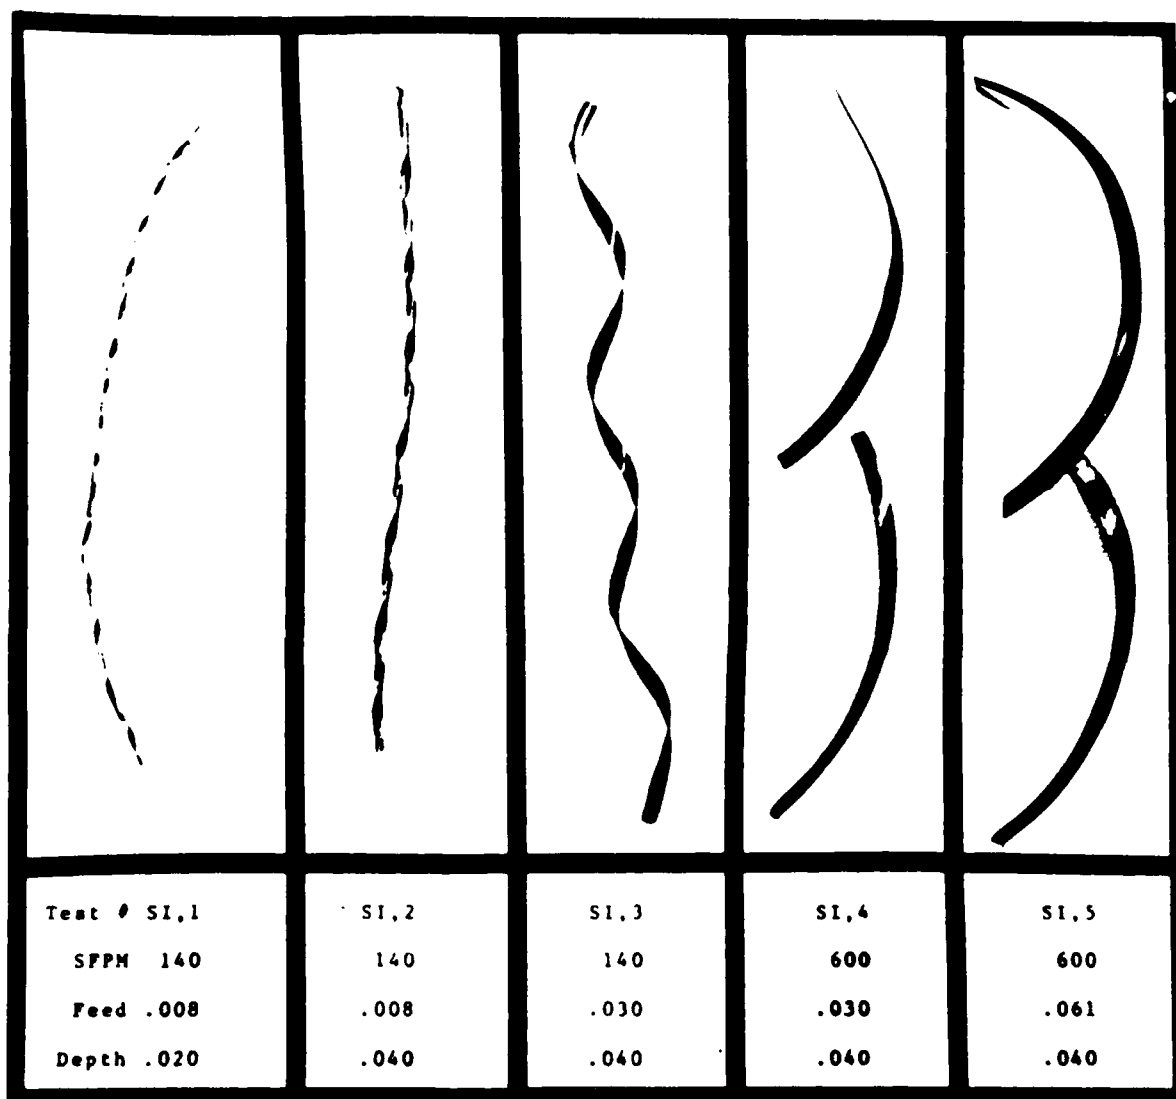 Test # SI,1 SI,2 SI,3 SI,4 SI,5
SFPM 140 140 140 600 600
Feed .008 .008 .030 .030 .061
Depth .020 .040 .040 .040 .040